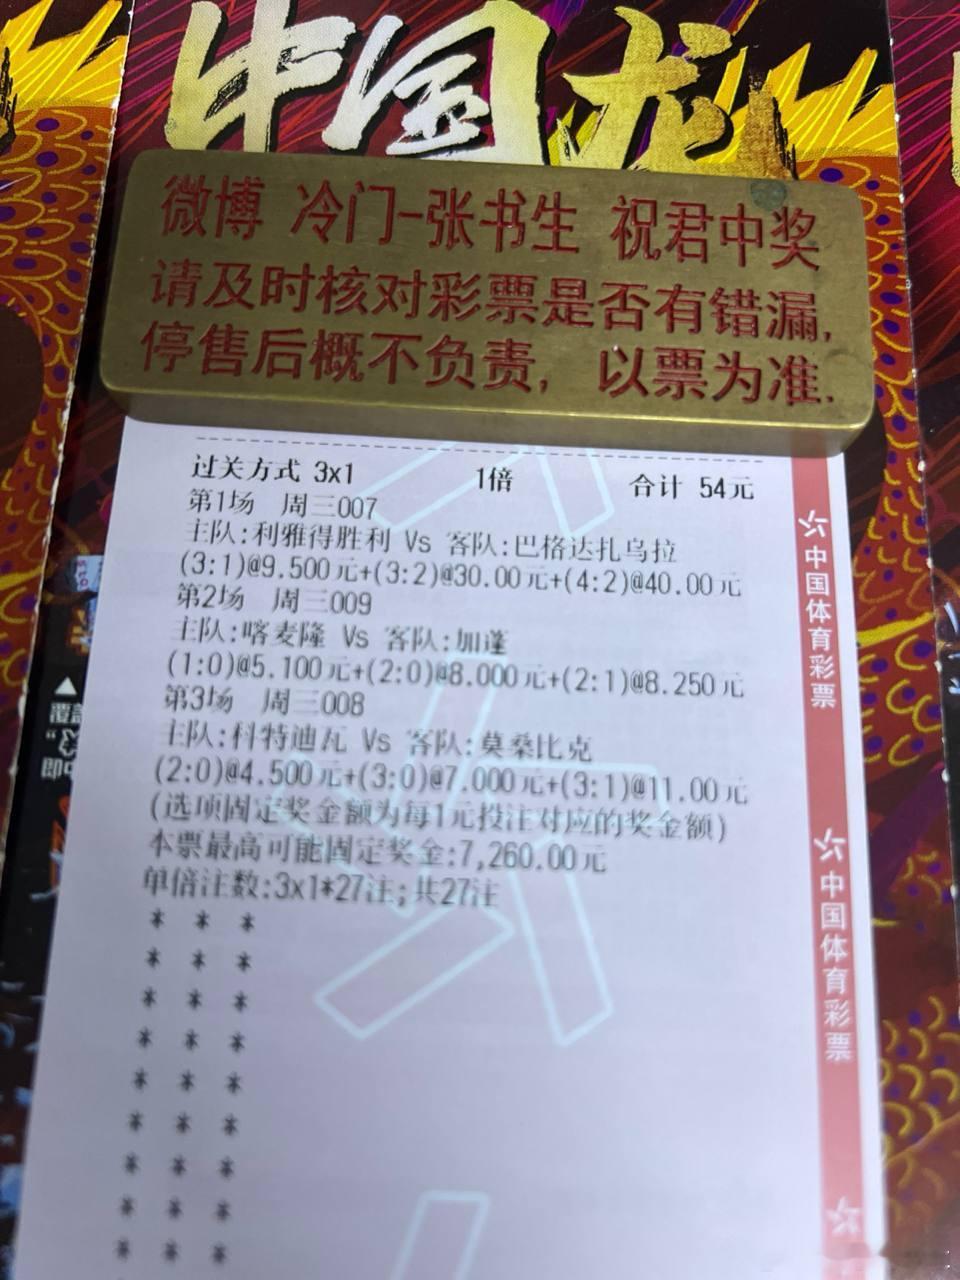 中国龙
微博 冷门-张书生 祝君中奖
请及时核对彩票是否有错漏,
停售后概不负责, 以票为准.
过关方式 3x1 1倍 合计 54元
第1场 周三007
主队:利雅得胜利 Vs 客队:巴格达扎乌拉
(3:1)@9.500元+(3:2)@30.00元+(4:2)@40.00元
第2场 周三009
主队:喀麦隆 Vs 客队:加蓬
(1:0)@5.100元+(2:0)@8.000元+(2:1)@8.250元
第3场 周三008
主队:科特迪瓦 Vs 客队:莫桑比克
(2:0)@4.500元+(3:0)@7.000元+(3:1)@11.00元
(选项固定奖金额为每1元投注对应的奖金额)
本票最高可能固定奖金:7,260.00元
单倍注数:3x1*27注;共27注
* * *
* * *
* * *
* * *
* * *
* * *
* * *
* * *
* * *
中国体育彩票
中国体育彩票